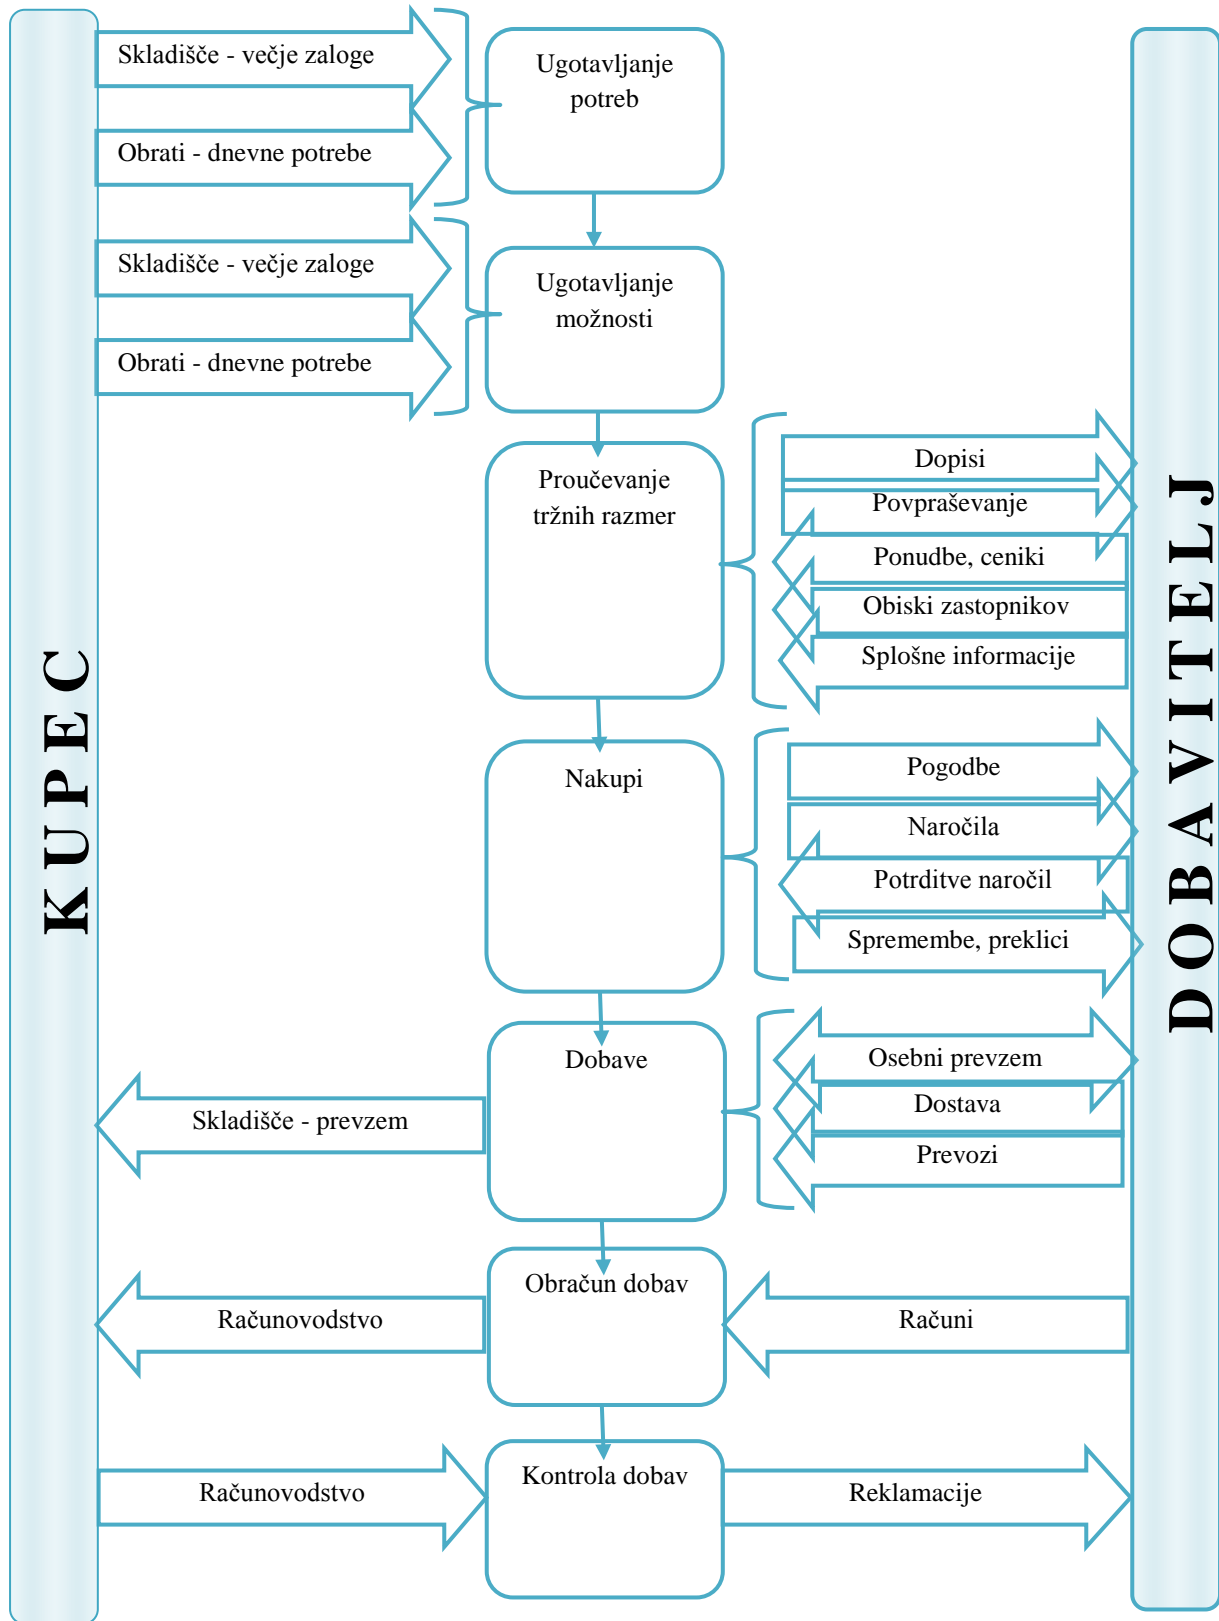 KUPEC
Skladišče - večje zaloge
Obrati - dnevne potrebe
Ugotavljanje
potreb
Skladišče - večje zaloge
Obrati - dnevne potrebe
Ugotavljanje
možnosti
Proučevanje
tržnih razmer
Dopisi
Povpraševanje
Ponudbe, ceniki
Obiski zastopnikov
Splošne informacije
Nakupi
Pogodbe
Naročila
Potrditve naročil
Spremembe, preklici
Dobave
Skladišče - prevzem
Osebni prevzem
Dostava
Prevozi
Obračun dobav
Računovodstvo
Računi
Kontrola dobav
Računovodstvo
Reklamacije
DOBAVITELJ